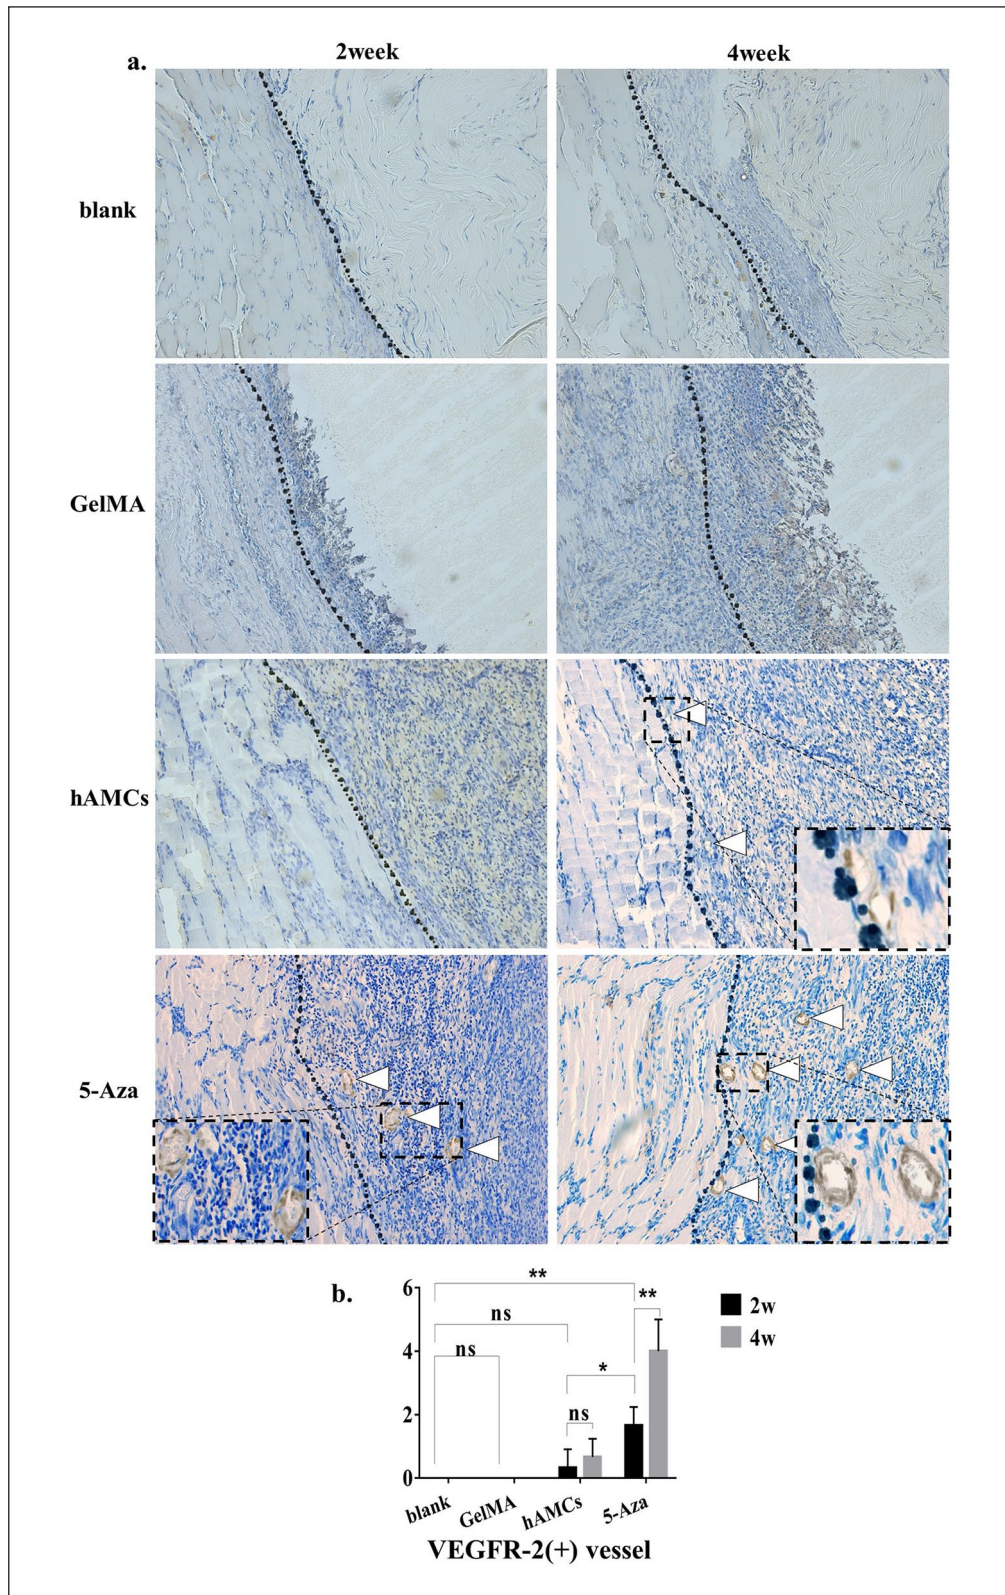 a.
2week
4week
blank
GelMA
hAMCs
5-Aza
b.
6
4
2
0
**
**
ns
ns
*
ns
2w
4w
blank
GelMA
hAMCs
5-Aza
VEGFR-2(+) vessel